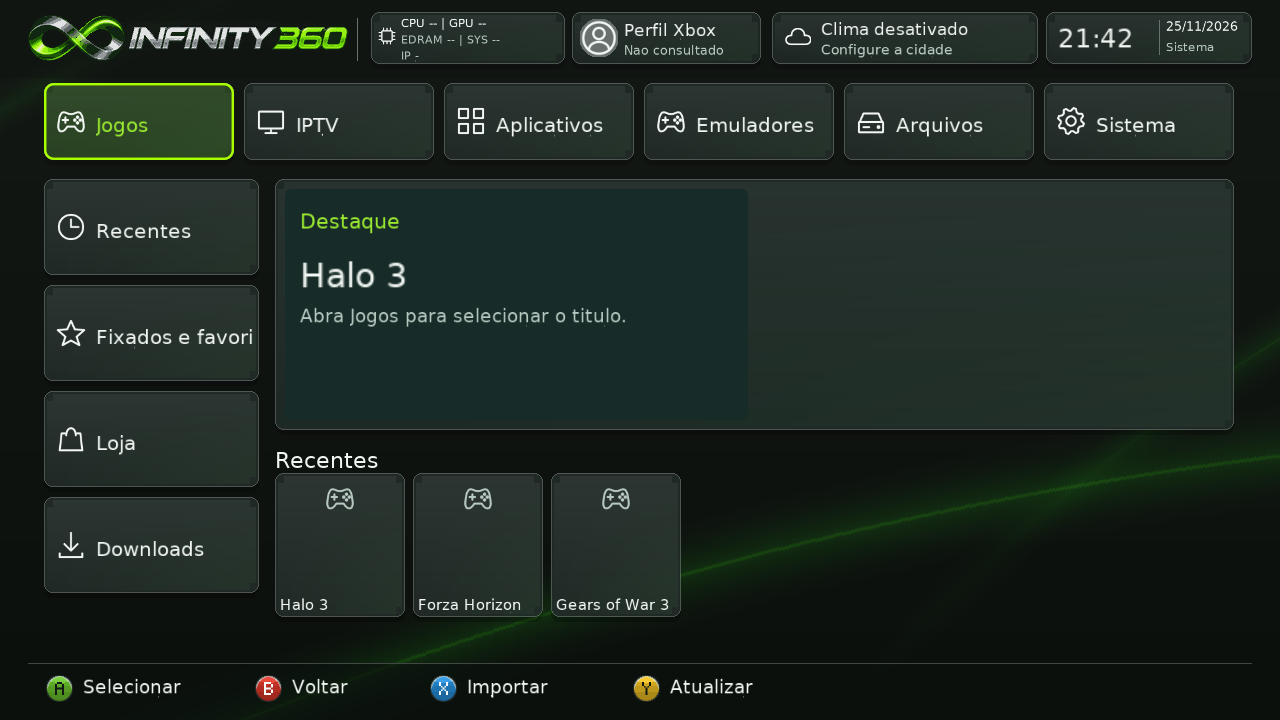 INFINITY 360
CPU -- | GPU --
EDRAM -- | SYS --
IP -
Perfil Xbox
Nao consultado
Clima desativado
Configure a cidade
21:42
25/11/2026
Sistema
Jogos
IPTV
Aplicativos
Emuladores
Arquivos
Sistema
Recentes
Fixados e favori
Loja
Downloads
Destaque
Halo 3
Abra Jogos para selecionar o titulo.
Recentes
Halo 3
Forza Horizon
Gears of War 3
A Selecionar
B Voltar
X Importar
Y Atualizar